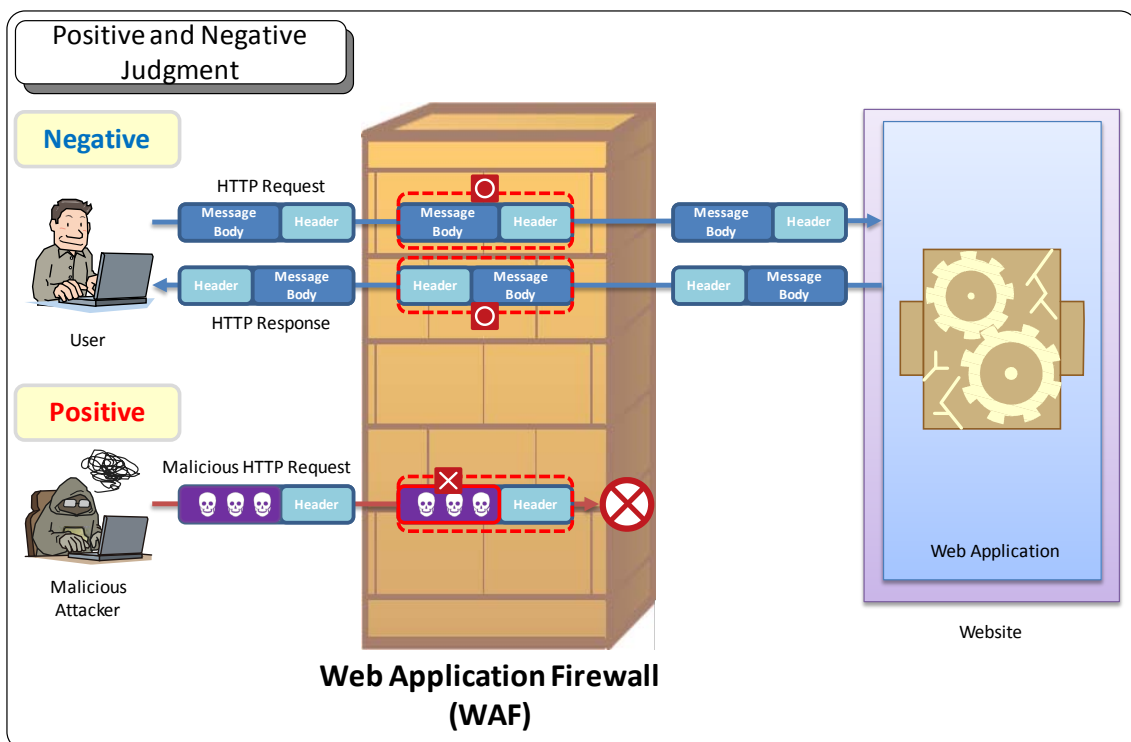 Positive and Negative
Judgment
Negative
HTTP Request
Message
Body
Header
Message
Body
Header
Message
Body
Header
Header
Message
Body
Header
Message
Body
Header
Message
Body
HTTP Response
User
Positive
Malicious HTTP Request
Header
Header
Malicious
Attacker
Web Application
Website
Web Application Firewall
(WAF)